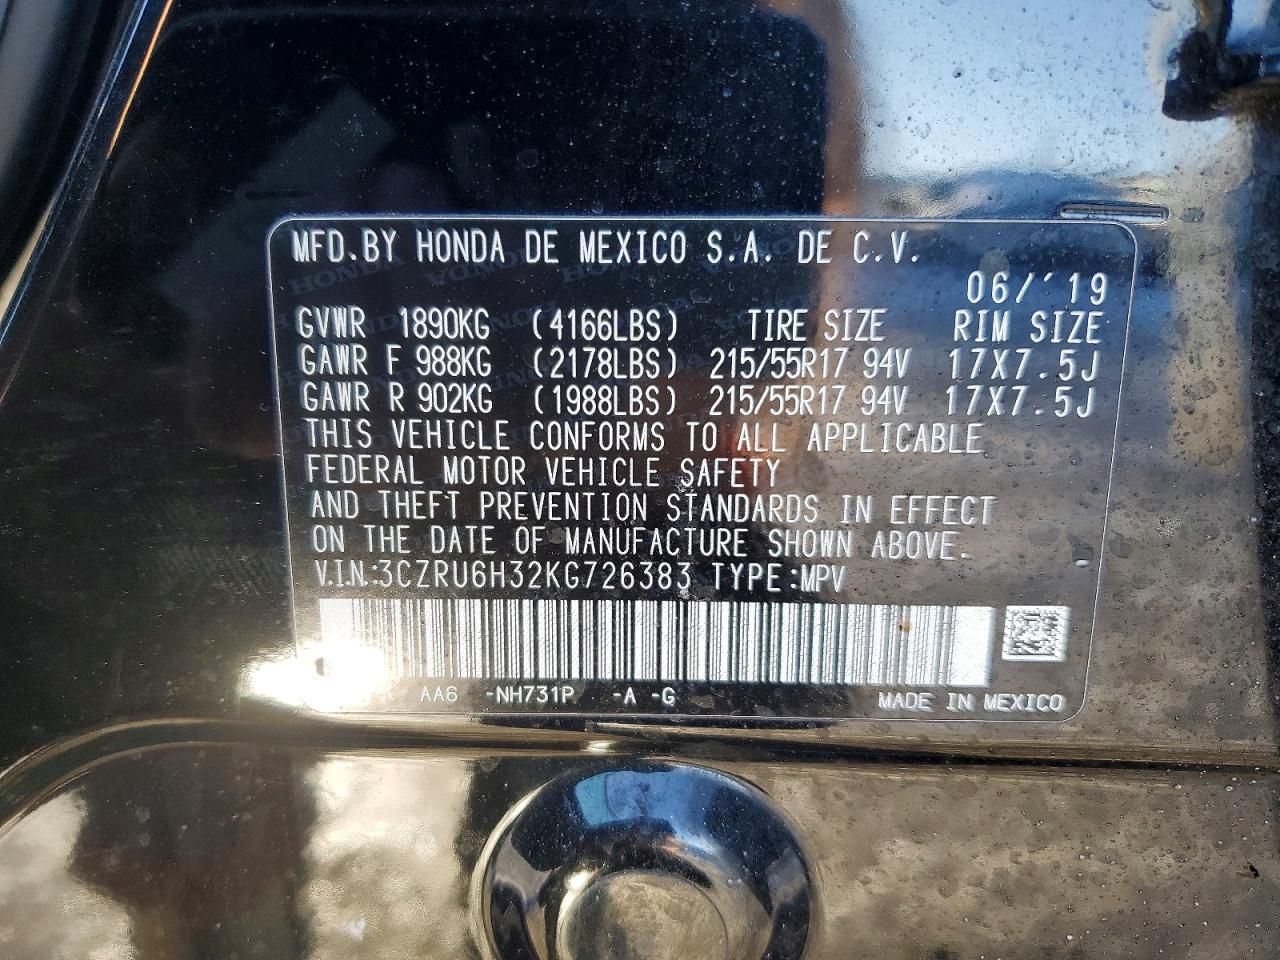 MFD.BY HONDA DE MEXICO S.A. DE C.V.
06/'19
GVWR 1890KG (4166LBS) TIRE SIZE RIM SIZE
GAWR F 988KG (2178LBS) 215/55R17 94V 17X7.5J
GAWR R 902KG (1988LBS) 215/55R17 94V 17X7.5J
THIS VEHICLE CONFORMS TO ALL APPLICABLE
FEDERAL MOTOR VEHICLE SAFETY
AND THEFT PREVENTION STANDARDS IN EFFECT
ON THE DATE OF MANUFACTURE SHOWN ABOVE.
V.I.N.:3CZRU6H32KG726383 TYPE:MPV
AA6 -NH731P -A -G MADE IN MEXICO